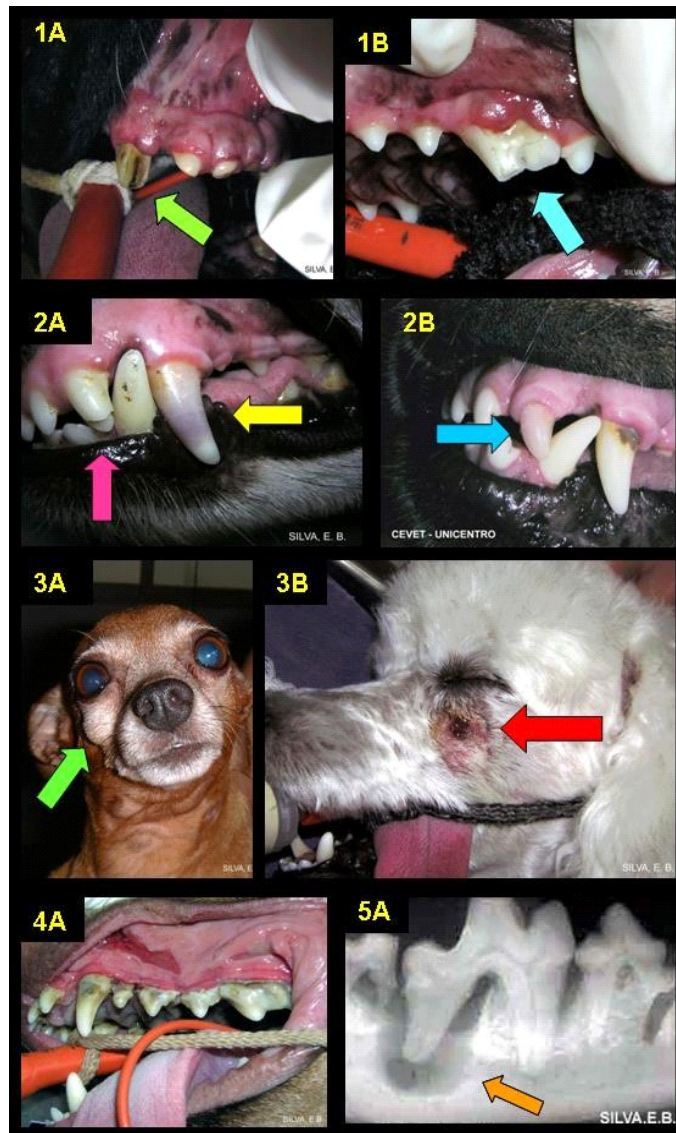 1A
1B
SILVA, E.
SILVA, E. B.
2A
2B
SILVA, E. B.
CEVET - UNICENTRO
3A
3B
SILVA, E
SILVA, E. B.
4A
5A
SILVA, E. B
SILVA.E.B.